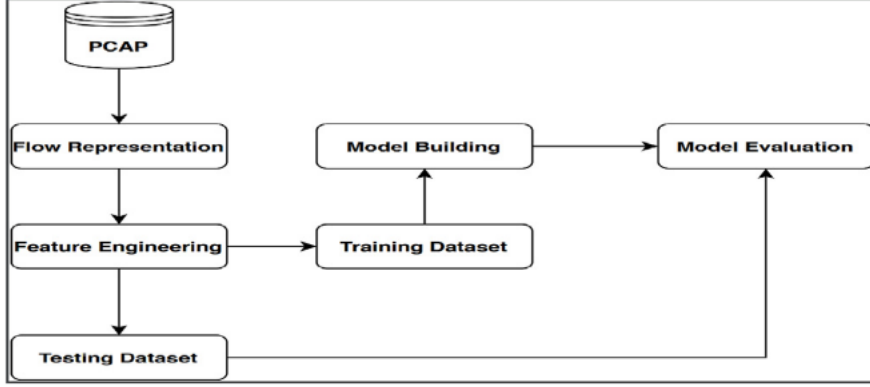 PCAP
Flow Representation
Model Building
Model Evaluation
Feature Engineering
Training Dataset
Testing Dataset